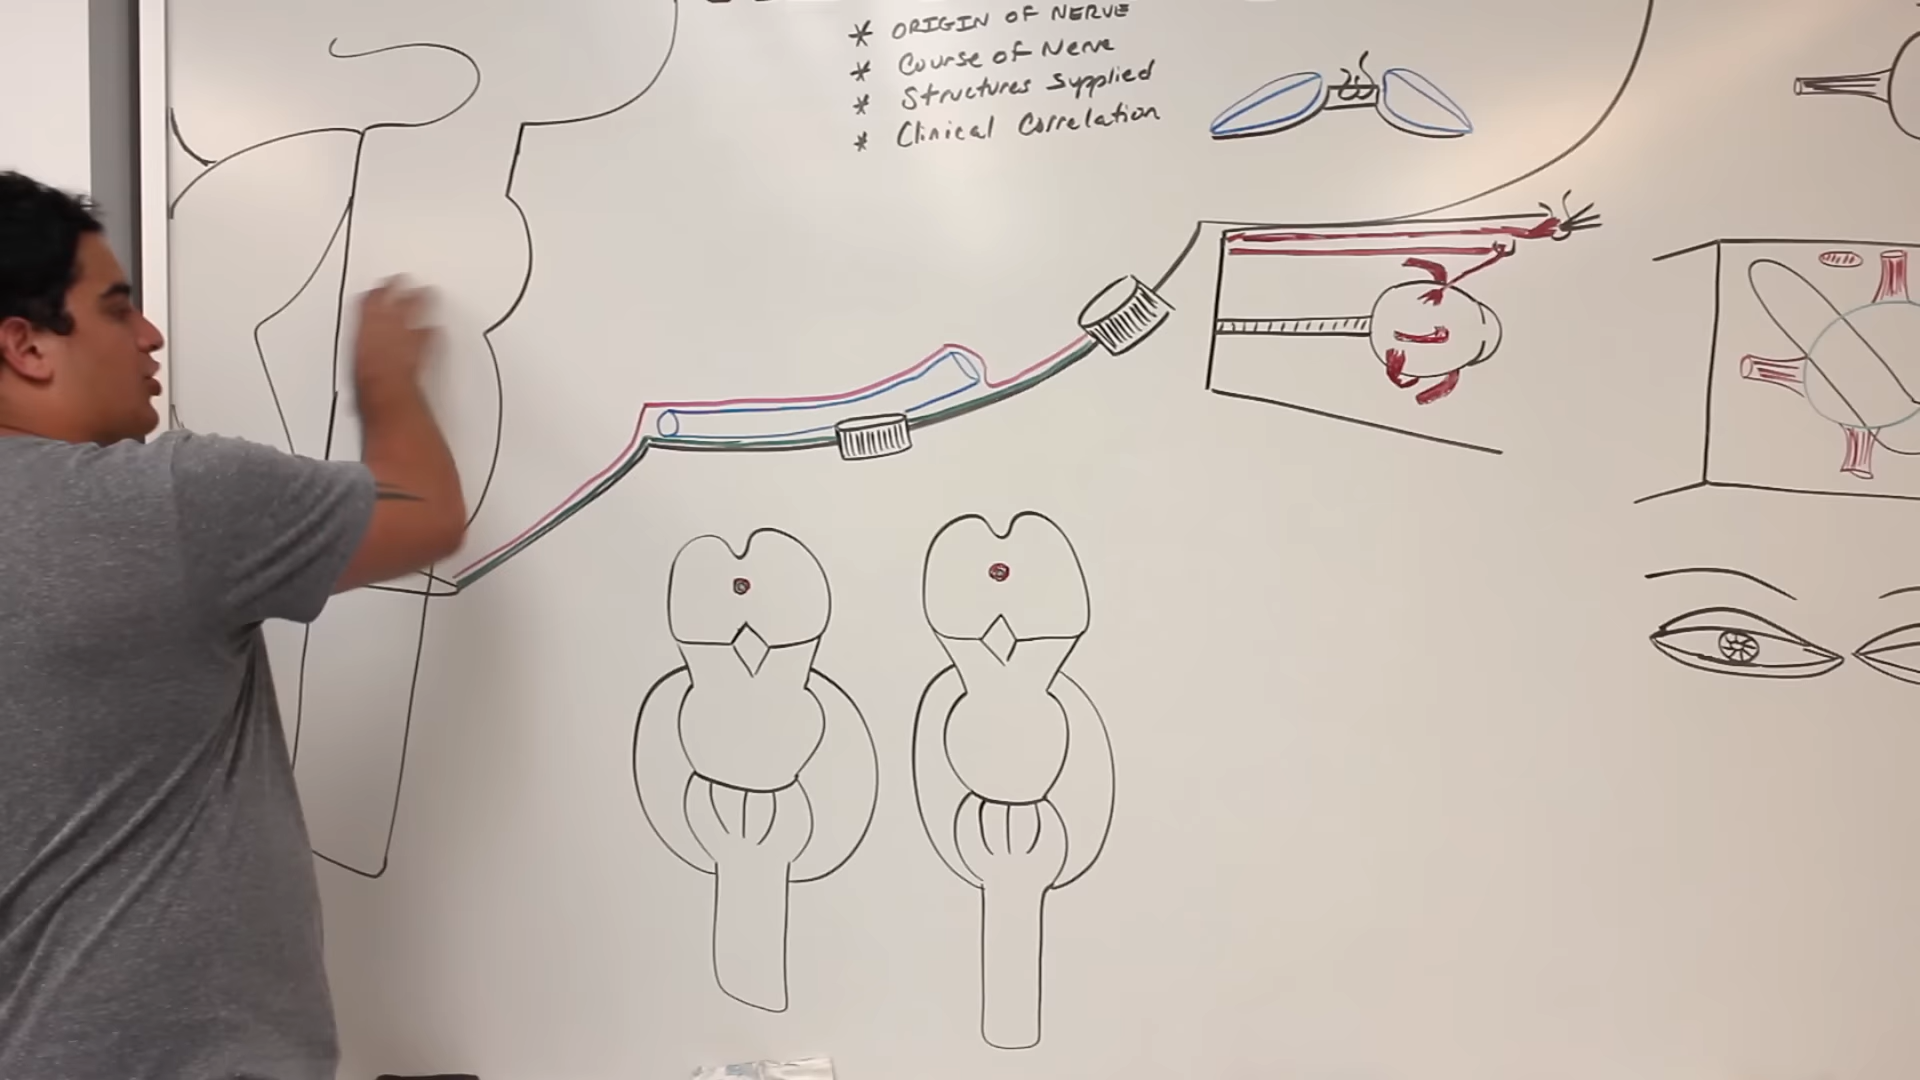 * ORIGIN OF NERVE
* Course of Nerve
* Structures Supplied
* Clinical Correlation